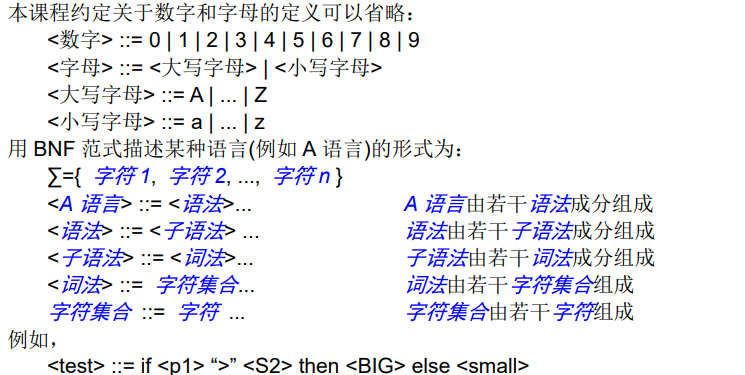 本课程约定关于数字和字母的定义可以省略：
<数字> ::= 0 | 1 | 2 | 3 | 4 | 5 | 6 | 7 | 8 | 9
<字母> ::= <大写字母> | <小写字母>
<大写字母> ::= A | ... | Z
<小写字母> ::= a | ... | z
用 BNF 范式描述某种语言(例如 A 语言)的形式为：
∑={ 字符 1, 字符 2, ..., 字符 n }
<A 语言> ::= <语法>... A 语言由若干语法成分组成
<语法> ::= <子语法> ... 语法由若干子语法成分组成
<子语法> ::= <词法>... 子语法由若干词法成分组成
<词法> ::= 字符集合... 词法由若干字符集合组成
字符集合 ::= 字符 ... 字符集合由若干字符组成
例如，
<test> ::= if <p1> “>” <S2> then <BIG> else <small>